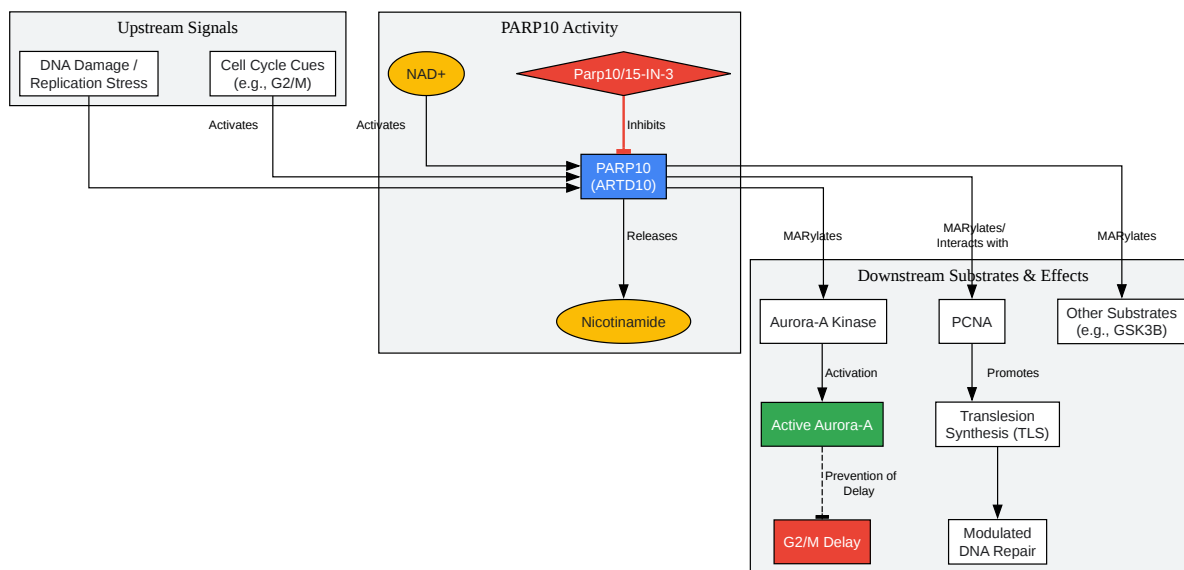 Upstream Signals
DNA Damage /
Replication Stress
Cell Cycle Cues
(e.g., G2/M)
PARP10 Activity
NAD+
Parp10/15-IN-3
Activates
Activates
Inhibits
PARP10
(ARTD10)
Releases
MARylates
MARylates/
Interacts with
MARylates
Nicotinamide
Downstream Substrates & Effects
Aurora-A Kinase
PCNA
Other Substrates
(e.g., GSK3B)
Activation
Promotes
Active Aurora-A
Translesion
Synthesis (TLS)
Prevention of
Delay
G2/M Delay
Modulated
DNA Repair